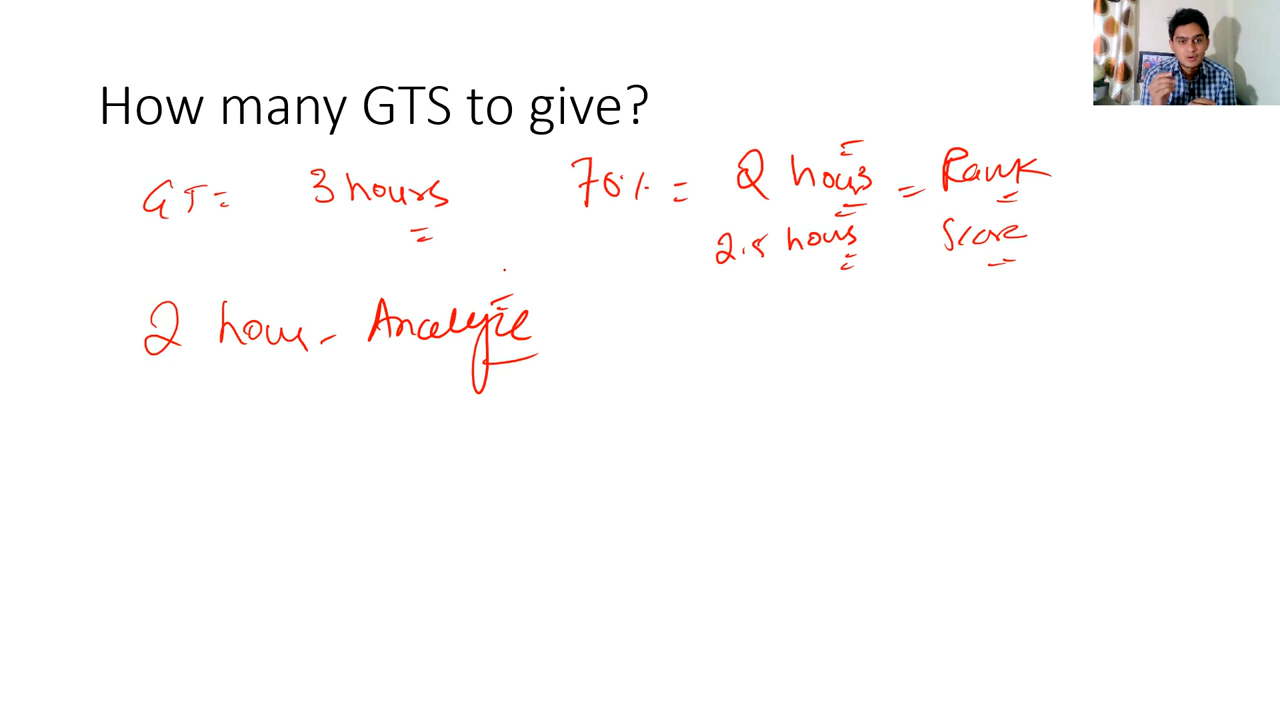 How many GTS to give?
GT = 3 hours 70% = 2 hours = Rank
2.5 hours Score
2 hour - Analyze